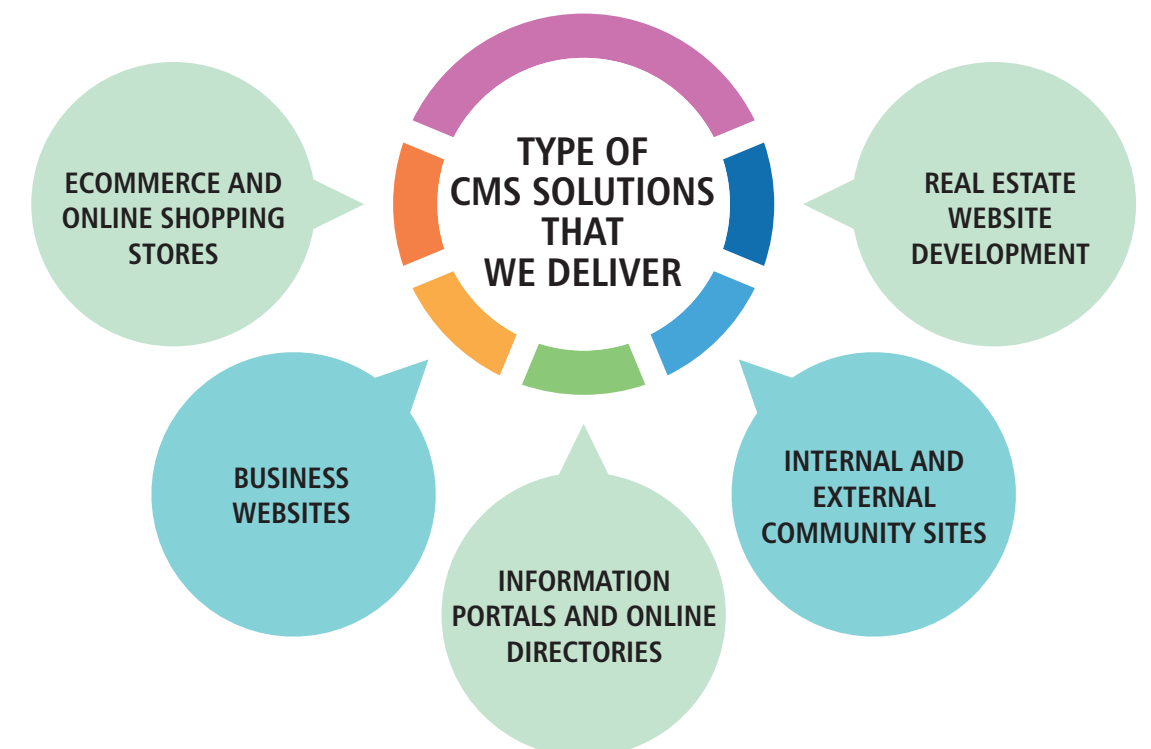 TYPE OF
CMS SOLUTIONS
THAT
WE DELIVER
ECOMMERCE AND
ONLINE SHOPPING
STORES
BUSINESS
WEBSITES
INFORMATION
PORTALS AND ONLINE
DIRECTORIES
INTERNAL AND
EXTERNAL
COMMUNITY SITES
REAL ESTATE
WEBSITE
DEVELOPMENT